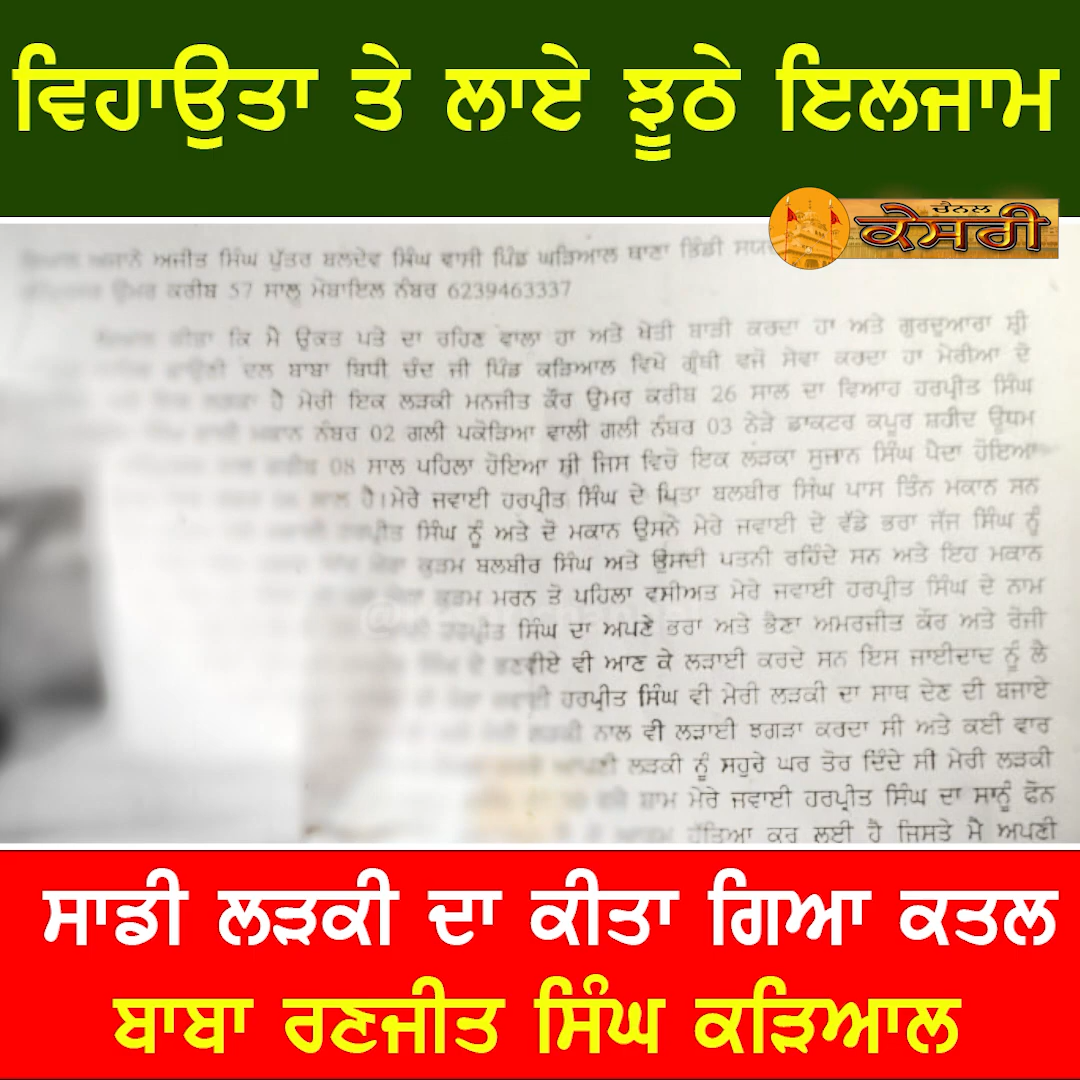 ਵਿਹਾਉਤਾ ਤੇ ਲਾਏ ਝੂਠੇ ਇਲਜਾਮ
ਚੈਨਲ
ਕੇਸਰੀ
ਅਜੀਤ ਸਿੰਘ ਪੁੱਤਰ ਬਲਦੇਵ ਸਿੰਘ ਵਾਸੀ ਪਿੰਡ ਘੜਿਆਲ ਥਾਣਾ ਭਿੰਡੀ
ਉਮਰ ਕਰੀਬ 57 ਸਾਲ ਮੋਬਾਇਲ ਨੰਬਰ 6239463337
ਕੀਤਾ ਕਿ ਮੈ ਉਕਤ ਪਤੇ ਦਾ ਰਹਿਣ ਵਾਲਾ ਹਾ ਅਤੇ ਖੇਤੀ ਬਾੜੀ ਕਰਦਾ ਹਾ ਅਤੇ ਗੁਰਦੁਆਰਾ ਸ਼੍ਰੀ
ਦਲ ਬਾਬਾ ਬਿਧੀ ਚੰਦ ਜੀ ਪਿੰਡ ਕੜਿਆਲ ਵਿਖੇ ਗ੍ਰੰਥੀ ਵਜੋ ਸੇਵਾ ਕਰਦਾ ਹਾ ਮੇਰੀਆ ਦੋ
ਹੈ ਮੇਰੀ ਇਕ ਲੜਕੀ ਮਨਜੀਤ ਕੌਰ ਉਮਰ ਕਰੀਬ 26 ਸਾਲ ਦਾ ਵਿਆਹ ਹਰਪ੍ਰੀਤ ਸਿੰਘ
ਨੰਬਰ 02 ਗਲੀ ਪਕੋੜਿਆ ਵਾਲੀ ਗਲੀ ਨੰਬਰ 03 ਨੇੜੇ ਡਾਕਟਰ ਕਪੂਰ ਸ਼ਹੀਦ ਊਧਮ
08 ਸਾਲ ਪਹਿਲਾ ਹੋਇਆ ਸ਼੍ਰੀ ਜਿਸ ਵਿਚੋ ਇਕ ਲੜਕਾ ਸੁਜਾਨ ਸਿੰਘ ਪੈਦਾ ਹੋਇਆ
ਹੈ।ਮੇਰੇ ਜਵਾਈ ਹਰਪ੍ਰੀਤ ਸਿੰਘ ਦੇ ਪਿਤਾ ਬਲਬੀਰ ਸਿੰਘ ਪਾਸ ਤਿੰਨ ਮਕਾਨ ਸਨ
ਸਿੰਘ ਨੂੰ ਅਤੇ ਦੋ ਮਕਾਨ ਉਸਨੇ ਮੇਰੇ ਜਵਾਈ ਦੇ ਵੱਡੇ ਭਰਾ ਜੱਜ ਸਿੰਘ ਨੂੰ
ਕੁੜਮ ਬਲਬੀਰ ਸਿੰਘ ਅਤੇ ਉਸਦੀ ਪਤਨੀ ਰਹਿੰਦੇ ਸਨ ਅਤੇ ਇਹ ਮਕਾਨ
ਕੁੜਮ ਮਰਨ ਤੋ ਪਹਿਲਾ ਵਸੀਅਤ ਮੇਰੇ ਜਵਾਈ ਹਰਪ੍ਰੀਤ ਸਿੰਘ ਦੇ ਨਾਮ
ਹਰਪ੍ਰੀਤ ਸਿੰਘ ਦਾ ਅਪਣੇ ਭਰਾ ਅਤੇ ਭੈਣਾ ਅਮਰਜੀਤ ਕੌਰ ਅਤੇ ਰੋਜੀ
ਭਣਵੀਏ ਵੀ ਆਣ ਕੇ ਲੜਾਈ ਕਰਦੇ ਸਨ ਇਸ ਜਾਈਦਾਦ ਨੂੰ ਲੈ
ਹਰਪ੍ਰੀਤ ਸਿੰਘ ਵੀ ਮੇਰੀ ਲੜਕੀ ਦਾ ਸਾਥ ਦੇਣ ਦੀ ਬਜਾਏ
ਲੜਕੀ ਨਾਲ ਵੀ ਲੜਾਈ ਝਗੜਾ ਕਰਦਾ ਸੀ ਅਤੇ ਕਈ ਵਾਰ
ਆਪਣੀ ਲੜਕੀ ਨੂੰ ਸਹੁਰੇ ਘਰ ਤੋਰ ਦਿੰਦੇ ਸੀ ਮੇਰੀ ਲੜਕੀ
ਸ਼ਾਮ ਮੇਰੇ ਜਵਾਈ ਹਰਪ੍ਰੀਤ ਸਿੰਘ ਦਾ ਸਾਨੂੰ ਫੋਨ
ਹੱਤਿਆ ਕਰ ਲਈ ਹੈ ਜਿਸਤੇ ਮੈ ਅਪਣੀ
ਸਾਡੀ ਲੜਕੀ ਦਾ ਕੀਤਾ ਗਿਆ ਕਤਲ
ਬਾਬਾ ਰਣਜੀਤ ਸਿੰਘ ਕੜਿਆਲ